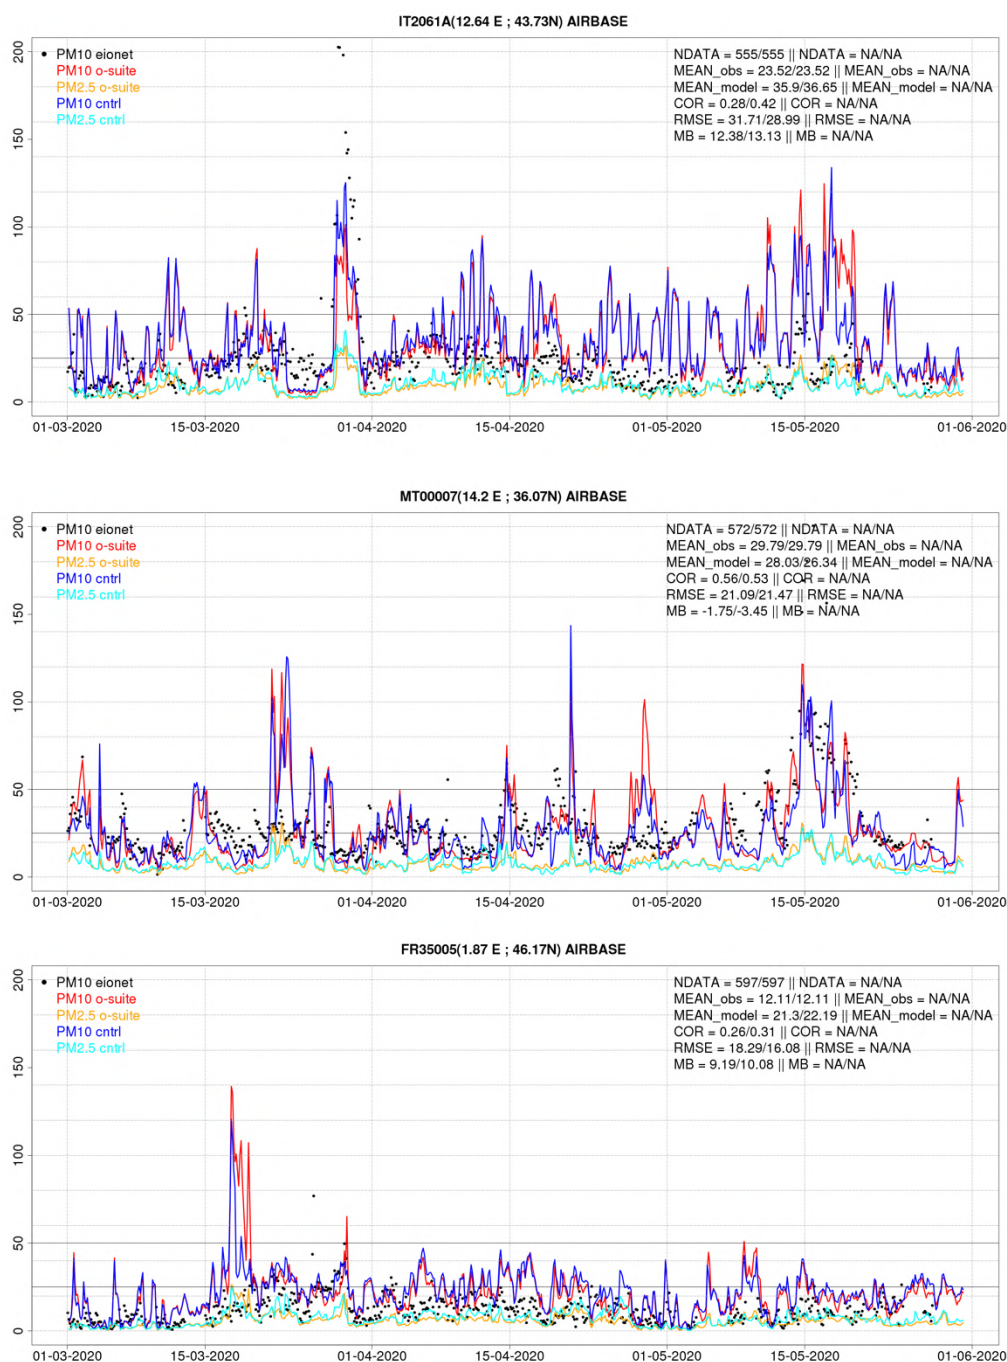 IT2061A(12.64 E ; 43.73N) AIRBASE
200
150
100
50
0
PM10 eionet
PM10 o-suite
PM2.5 o-suite
PM10 cntrl
PM2.5 cntrl
NDATA = 555/555 || NDATA = NA/NA
MEAN_obs = 23.52/23.52 || MEAN_obs = NA/NA
MEAN_model = 35.9/36.65 || MEAN_model = NA/NA
COR = 0.28/0.42 || COR = NA/NA
RMSE = 31.71/28.99 || RMSE = NA/NA
MB = 12.38/13.13 || MB = NA/NA
01-03-2020 15-03-2020 01-04-2020 15-04-2020 01-05-2020 15-05-2020 01-06-2020
MT00007(14.2 E ; 36.07N) AIRBASE
200
150
100
50
0
PM10 eionet
PM10 o-suite
PM2.5 o-suite
PM10 cntrl
PM2.5 cntrl
NDATA = 572/572 || NDATA = NA/NA
MEAN_obs = 29.79/29.79 || MEAN_obs = NA/NA
MEAN_model = 28.03/26.34 || MEAN_model = NA/NA
COR = 0.56/0.53 || COR = NA/NA
RMSE = 21.09/21.47 || RMSE = NA/NA
MB = -1.75/-3.45 || MB = NA/NA
01-03-2020 15-03-2020 01-04-2020 15-04-2020 01-05-2020 15-05-2020 01-06-2020
FR35005(1.87 E ; 46.17N) AIRBASE
200
150
100
50
0
PM10 eionet
PM10 o-suite
PM2.5 o-suite
PM10 cntrl
PM2.5 cntrl
NDATA = 597/597 || NDATA = NA/NA
MEAN_obs = 12.11/12.11 || MEAN_obs = NA/NA
MEAN_model = 21.3/22.19 || MEAN_model = NA/NA
COR = 0.26/0.31 || COR = NA/NA
RMSE = 18.29/16.08 || RMSE = NA/NA
MB = 9.19/10.08 || MB = NA/NA
01-03-2020 15-03-2020 01-04-2020 15-04-2020 01-05-2020 15-05-2020 01-06-2020